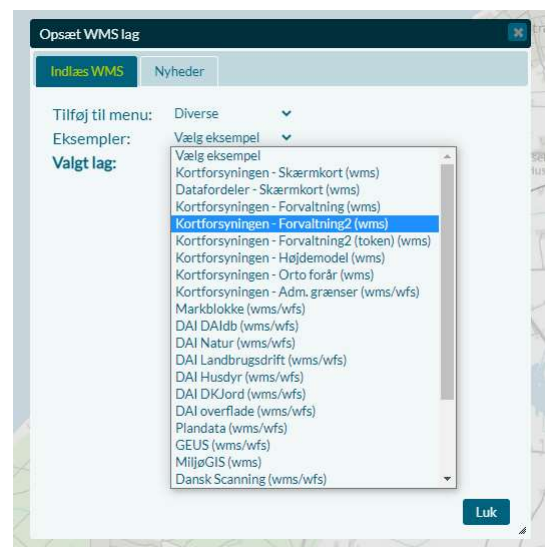 Opsæt WMS lag
Indlæs WMS Nyheder
Tilføj til menu: Diverse
Eksempler: Vælg eksempel
Valgt lag:
Vælg eksempel
Kortforsyningen - Skærmkort (wms)
Datafordeler - Skærmkort (wms)
Kortforsyningen - Forvaltning (wms)
Kortforsyningen - Forvaltning2 (wms)
Kortforsyningen - Forvaltning2 (token) (wms)
Kortforsyningen - Højdemodel (wms)
Kortforsyningen - Orto forår (wms)
Kortforsyningen - Adm. grænser (wms/wfs)
Markblokke (wms/wfs)
DAI DAIdb (wms/wfs)
DAI Natur (wms/wfs)
DAI Landbrugsdrift (wms/wfs)
DAI Husdyr (wms/wfs)
DAI DKJord (wms/wfs)
DAI overflade (wms/wfs)
Plandata (wms/wfs)
GEUS (wms/wfs)
MiljøGIS (wms)
Dansk Scanning (wms/wfs)
Luk